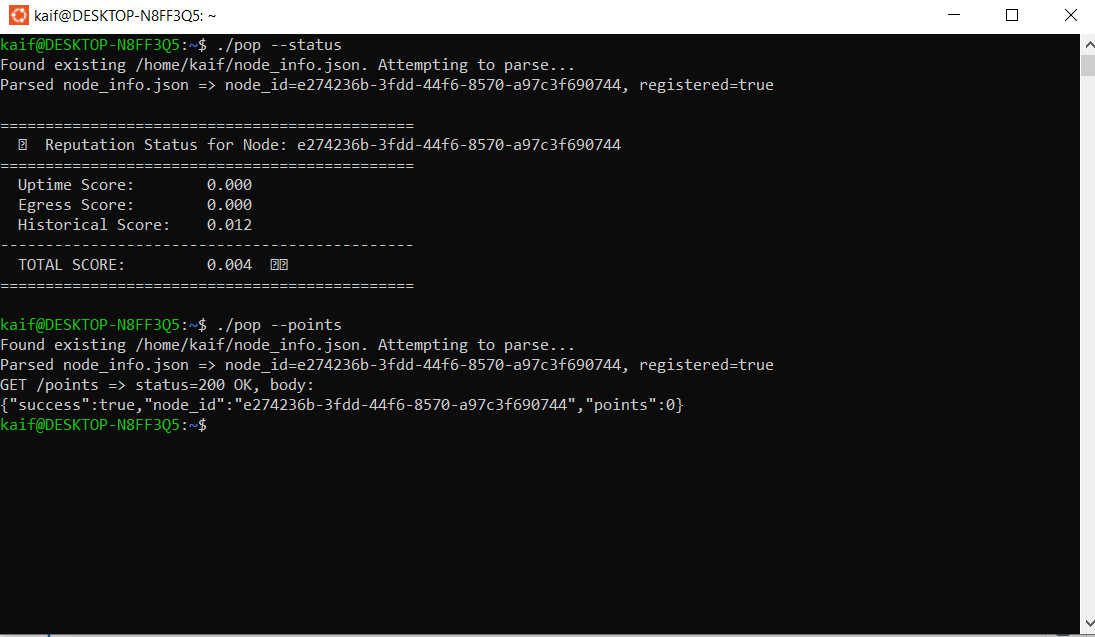 kaif@DESKTOP-N8FF3Q5: ~
kaif@DESKTOP-N8FF3Q5:~$ ./pop --status
Found existing /home/kaif/node_info.json. Attempting to parse...
Parsed node_info.json => node_id=e274236b-3fdd-44f6-8570-a97c3f690744, registered=true
==============================================
Reputation Status for Node: e274236b-3fdd-44f6-8570-a97c3f690744
==============================================
Uptime Score: 0.000
Egress Score: 0.000
Historical Score: 0.012
----------------------------------------------
TOTAL SCORE: 0.004
==============================================
kaif@DESKTOP-N8FF3Q5:~$ ./pop --points
Found existing /home/kaif/node_info.json. Attempting to parse...
Parsed node_info.json => node_id=e274236b-3fdd-44f6-8570-a97c3f690744, registered=true
GET /points => status=200 OK, body:
{"success":true,"node_id":"e274236b-3fdd-44f6-8570-a97c3f690744","points":0}
kaif@DESKTOP-N8FF3Q5:~$